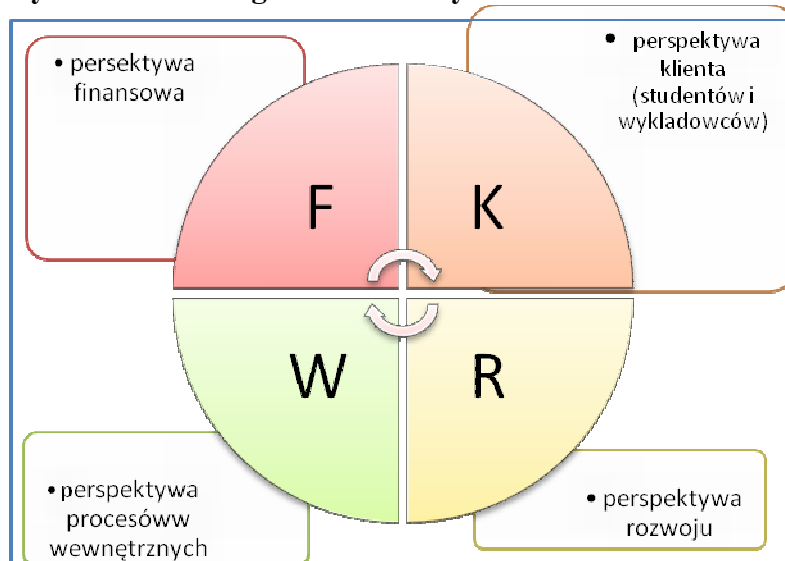 • persektywa
finansowa
• perspektywa
klienta
(studentów i
wykladowców)
F
K
W
R
• perspektywa
procesóww
wewnętrznych
• perspektywa
rozwoju